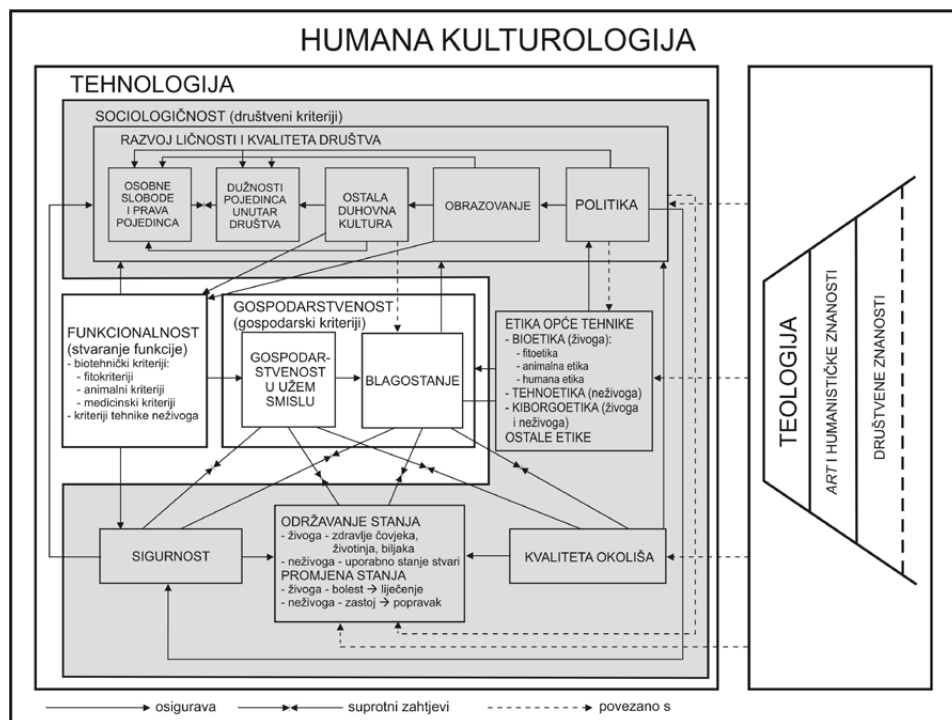 HUMANA KULTUROLOGIJA
TEHNOLOGIJA
SOCIOLOGIČNOST (društveni kriteriji)
RAZVOJ LIČNOSTI I KVALITETA DRUŠTVA
OSOBNE
SLOBODE
I PRAVA
POJEDINCA
DUŽNOSTI
POJEDINCA
UNUTAR
DRUŠTVA
OSTALA
DUHOVNA
KULTURA
OBRAZOVANJE
POLITIKA
FUNKCIONALNOST
(stvaranje funkcije)
- biotehnički kriteriji:
- fitokriteriji
- animalni kriteriji
- medicinski kriteriji
- kriteriji tehnike neživoga
GOSPODARSTVENOST
(gospodarski kriteriji)
GOSPODAR-
STVENOST
U UŽEM
SMISLU
BLAGOSTANJE
ETIKA OPĆE TEHNIKE
- BIOETIKA (živoga):
- fitoetika
- animalna etika
- humana etika
- TEHNOETIKA (neživoga)
- KIBORGOETIKA (živoga
i neživoga)
OSTALE ETIKE
SIGURNOST
ODRŽAVANJE STANJA
- živoga - zdravlje čovjeka,
životinja, biljaka
- neživoga - uporabno stanje stvari
PROMJENA STANJA
- živoga - bolest → liječenje
- neživoga - zastoj → popravak
KVALITETA OKOLIŠA
TEOLOGIJA
ART I HUMANISTIČKE ZNANOSTI
DRUŠTVENE ZNANOSTI
osigurava
suprotni zahtjevi
povezano s